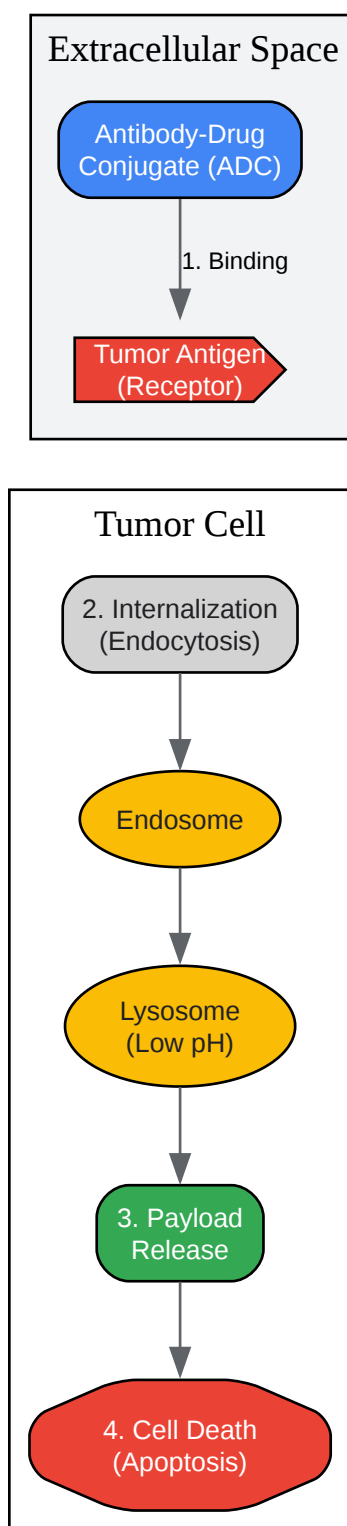 Extracellular Space
Antibody-Drug
Conjugate (ADC)
1. Binding
Tumor Antigen
(Receptor)
Tumor Cell
2. Internalization
(Endocytosis)
Endosome
Lysosome
(Low pH)
3. Payload
Release
4. Cell Death
(Apoptosis)